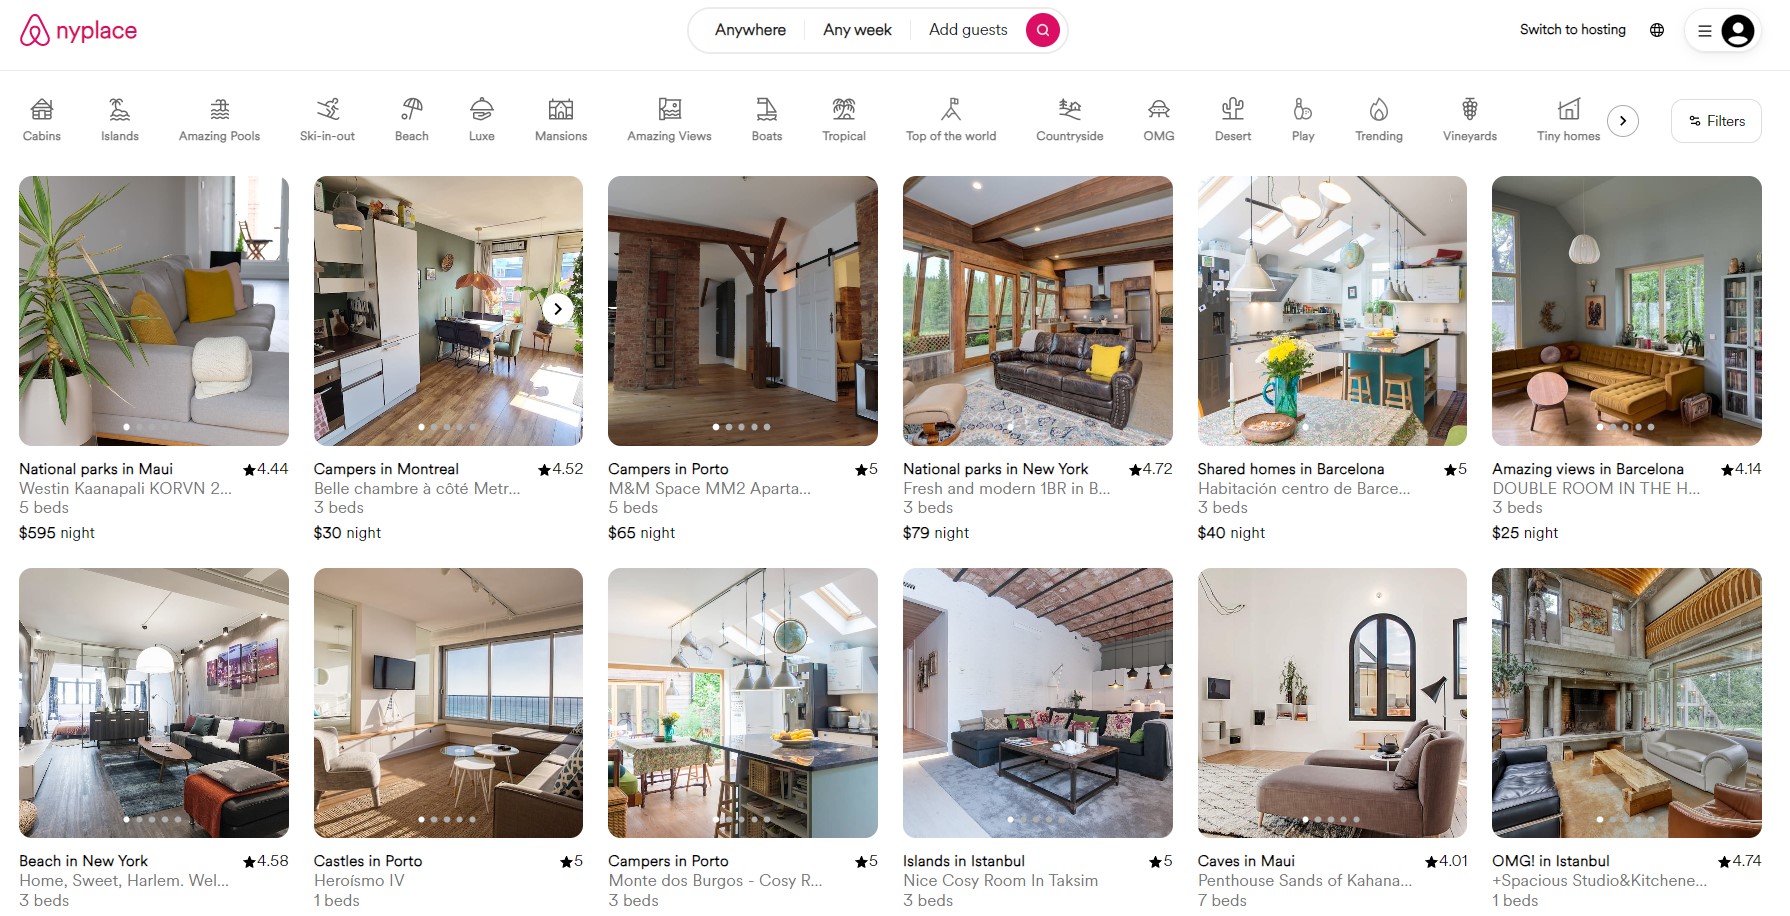 nyplace
Anywhere
Any week
Add guests
Switch to hosting
Cabins
Islands
Amazing Pools
Ski-in-out
Beach
Luxe
Mansions
Amazing Views
Boats
Tropical
Top of the world
Countryside
OMG
Desert
Play
Trending
Vineyards
Tiny homes
Filters
National parks in Maui
4.44
Westin Kaanapali KORVN 2...
5 beds
$595 night
Campers in Montreal
4.52
Belle chambre à côté Metr...
3 beds
$30 night
Campers in Porto
5
M&M Space MM2 Aparta...
5 beds
$65 night
National parks in New York
4.72
Fresh and modern 1BR in B...
3 beds
$79 night
Shared homes in Barcelona
5
Habitación centro de Barce...
3 beds
$40 night
Amazing views in Barcelona
4.14
DOUBLE ROOM IN THE H...
3 beds
$25 night
Beach in New York
4.58
Home, Sweet, Harlem. Wel...
3 beds
Castles in Porto
5
Heroísmo IV
1 beds
Campers in Porto
5
Monte dos Burgos - Cosy R...
3 beds
Islands in Istanbul
5
Nice Cosy Room In Taksim
3 beds
Caves in Maui
4.01
Penthouse Sands of Kahana...
7 beds
OMG! in Istanbul
4.74
+Spacious Studio&Kitchene...
1 beds